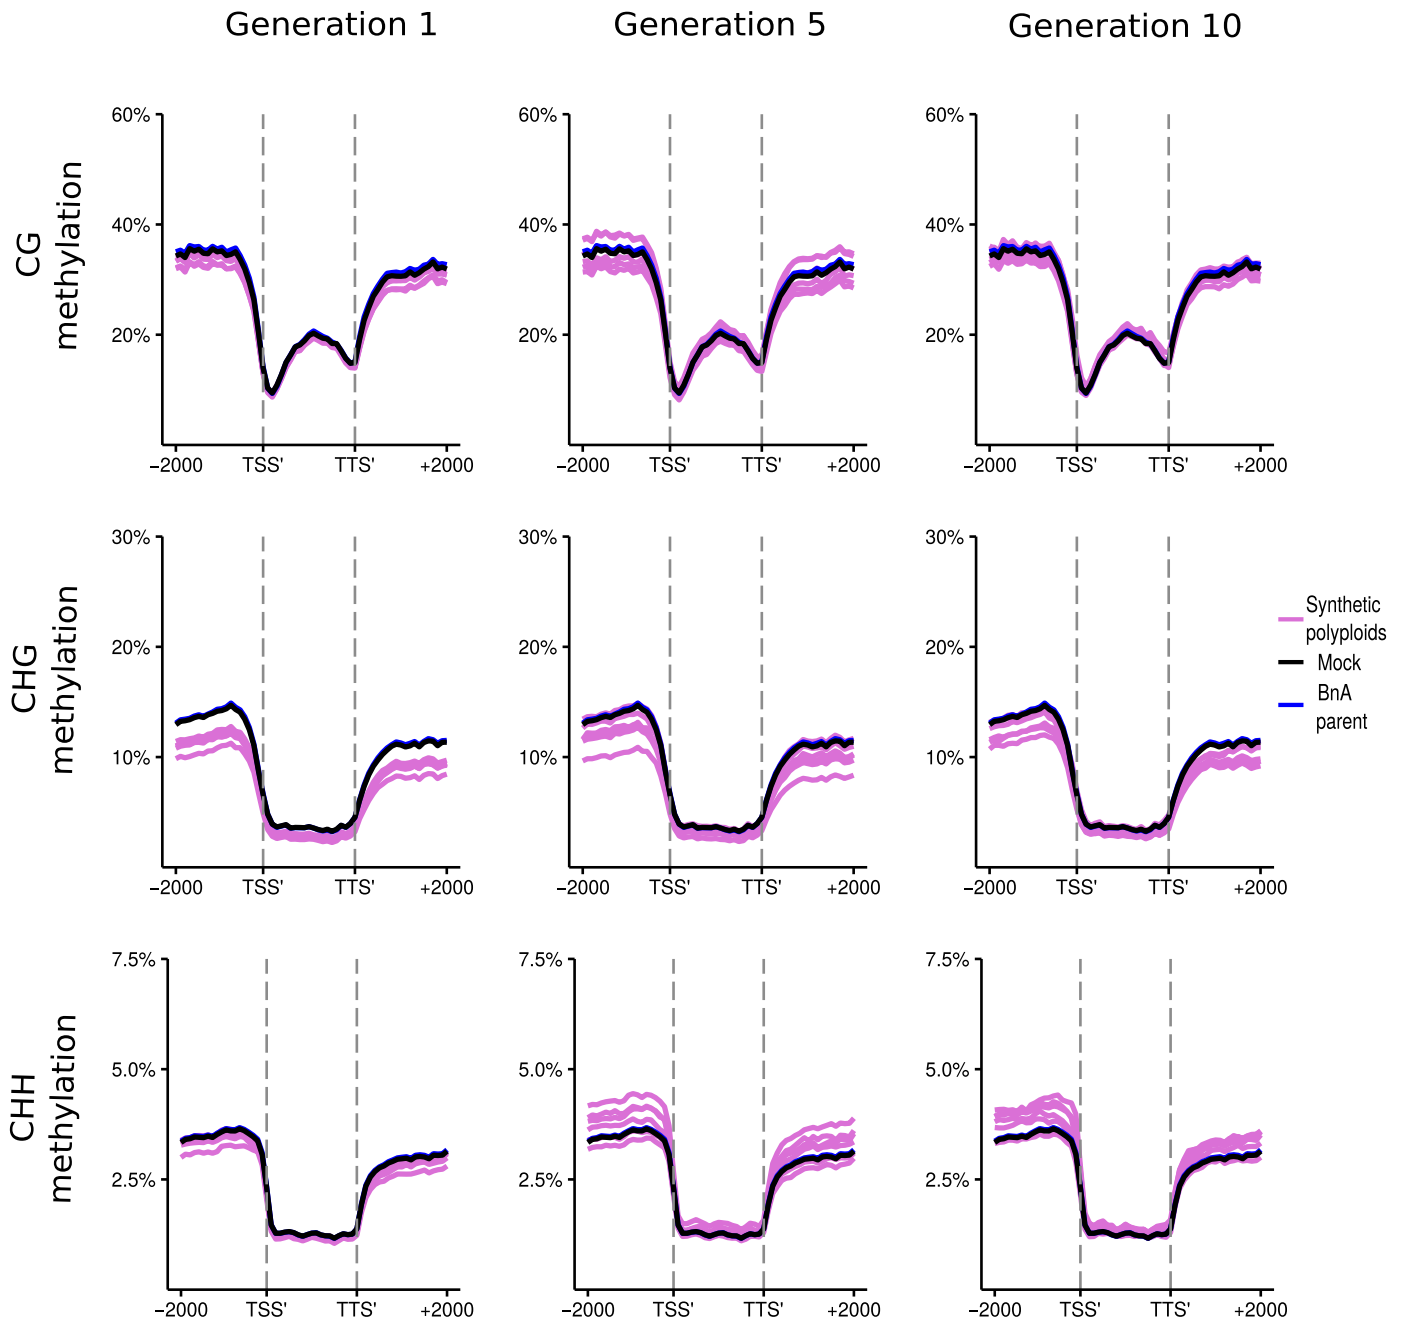 Generation 1
Generation 5
Generation 10
CG
methylation
60%
40%
20%
−2000
TSS'
TTS'
+2000
60%
40%
20%
−2000
TSS'
TTS'
+2000
60%
40%
20%
−2000
TSS'
TTS'
+2000
CHG
methylation
30%
20%
10%
−2000
TSS'
TTS'
+2000
30%
20%
10%
−2000
TSS'
TTS'
+2000
30%
20%
10%
−2000
TSS'
TTS'
+2000
Synthetic
polyploids
Mock
BnA
parent
CHH
methylation
7.5%
5.0%
2.5%
−2000
TSS'
TTS'
+2000
7.5%
5.0%
2.5%
−2000
TSS'
TTS'
+2000
7.5%
5.0%
2.5%
−2000
TSS'
TTS'
+2000